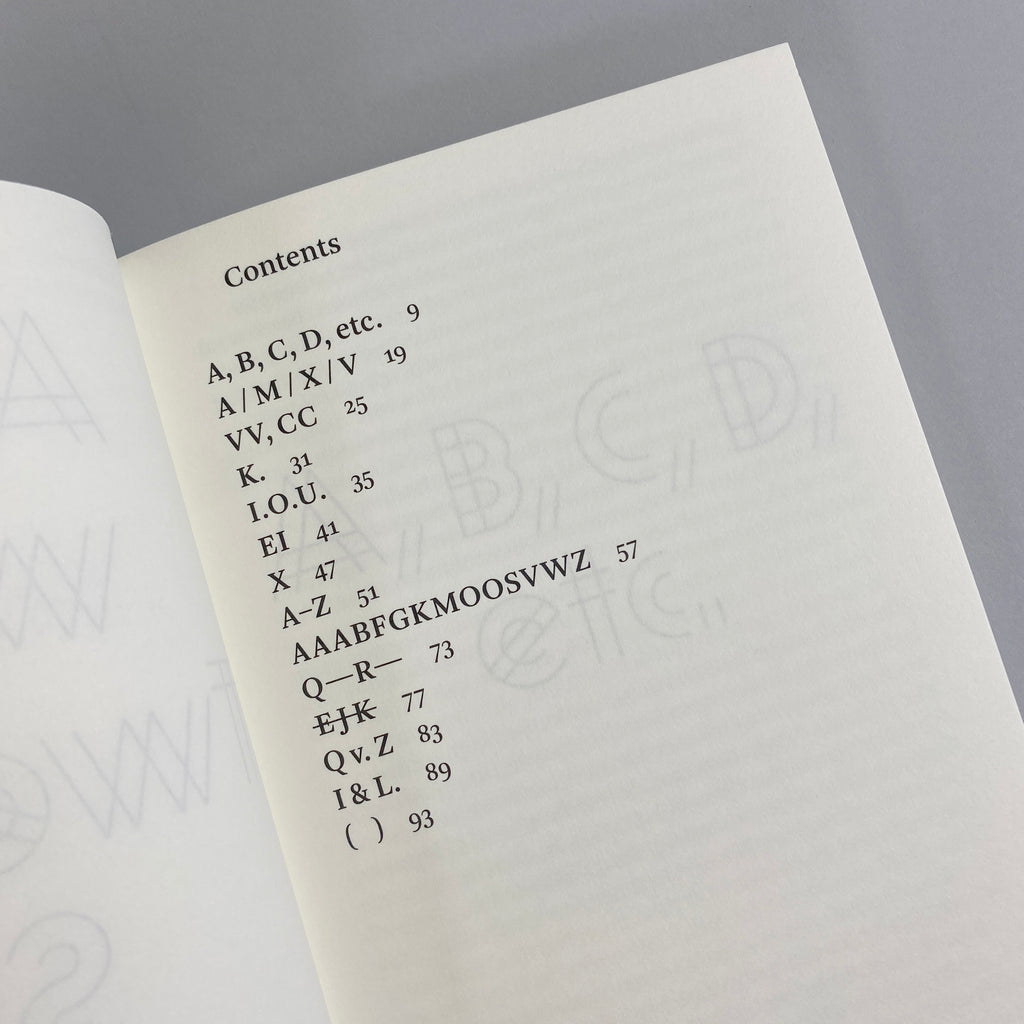 Contents
A, B, C, D, etc. 9
A / M / X / V 19
VV, CC 25
K. 31
I.O.U. 35
EI 41
X 47
A–Z 51
AAABFGKMOOSVWZ 57
Q—R— 73
EJK 77
Q v. Z 83
I & L. 89
( ) 93
A, B, C, D,
etc.,